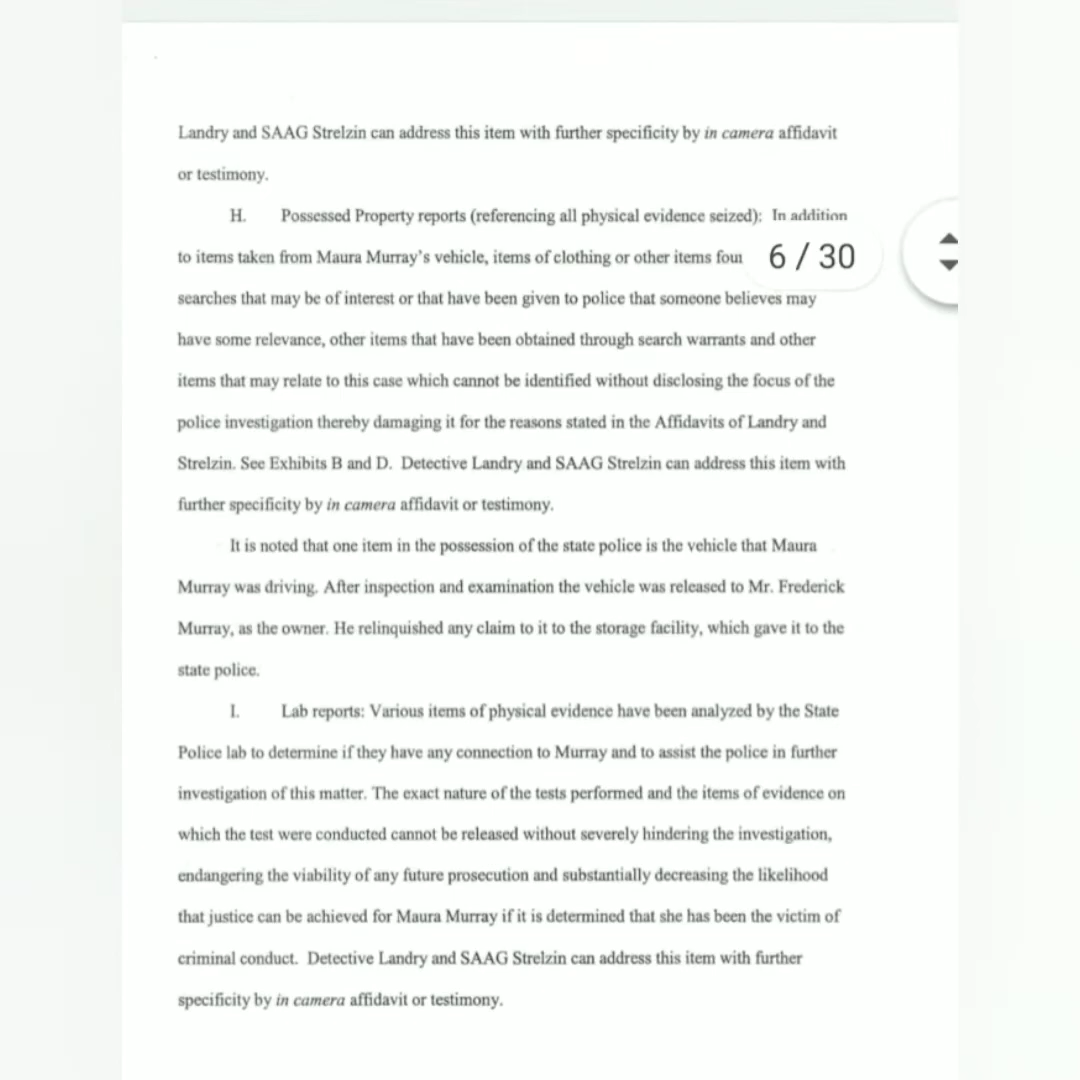 Landry and SAAG Strelzin can address this item with further specificity by in camera affidavit
or testimony.
H. Possessed Property reports (referencing all physical evidence seized): In addition
to items taken from Maura Murray's vehicle, items of clothing or other items
6 / 30
searches that may be of interest or that have been given to police that someone believes may
have some relevance, other items that have been obtained through search warrants and other
items that may relate to this case which cannot be identified without disclosing the focus of the
police investigation thereby damaging it for the reasons stated in the Affidavits of Landry and
Strelzin. See Exhibits B and D. Detective Landry and SAAG Strelzin can address this item with
further specificity by in camera affidavit or testimony.
It is noted that one item in the possession of the state police is the vehicle that Maura
Murray was driving. After inspection and examination the vehicle was released to Mr. Frederick
Murray, as the owner. He relinquished any claim to it to the storage facility, which gave it to the
state police.
I. Lab reports: Various items of physical evidence have been analyzed by the State
Police lab to determine if they have any connection to Murray and to assist the police in further
investigation of this matter. The exact nature of the tests performed and the items of evidence on
which the test were conducted cannot be released without severely hindering the investigation,
endangering the viability of any future prosecution and substantially decreasing the likelihood
that justice can be achieved for Maura Murray if it is determined that she has been the victim of
criminal conduct. Detective Landry and SAAG Strelzin can address this item with further
specificity by in camera affidavit or testimony.